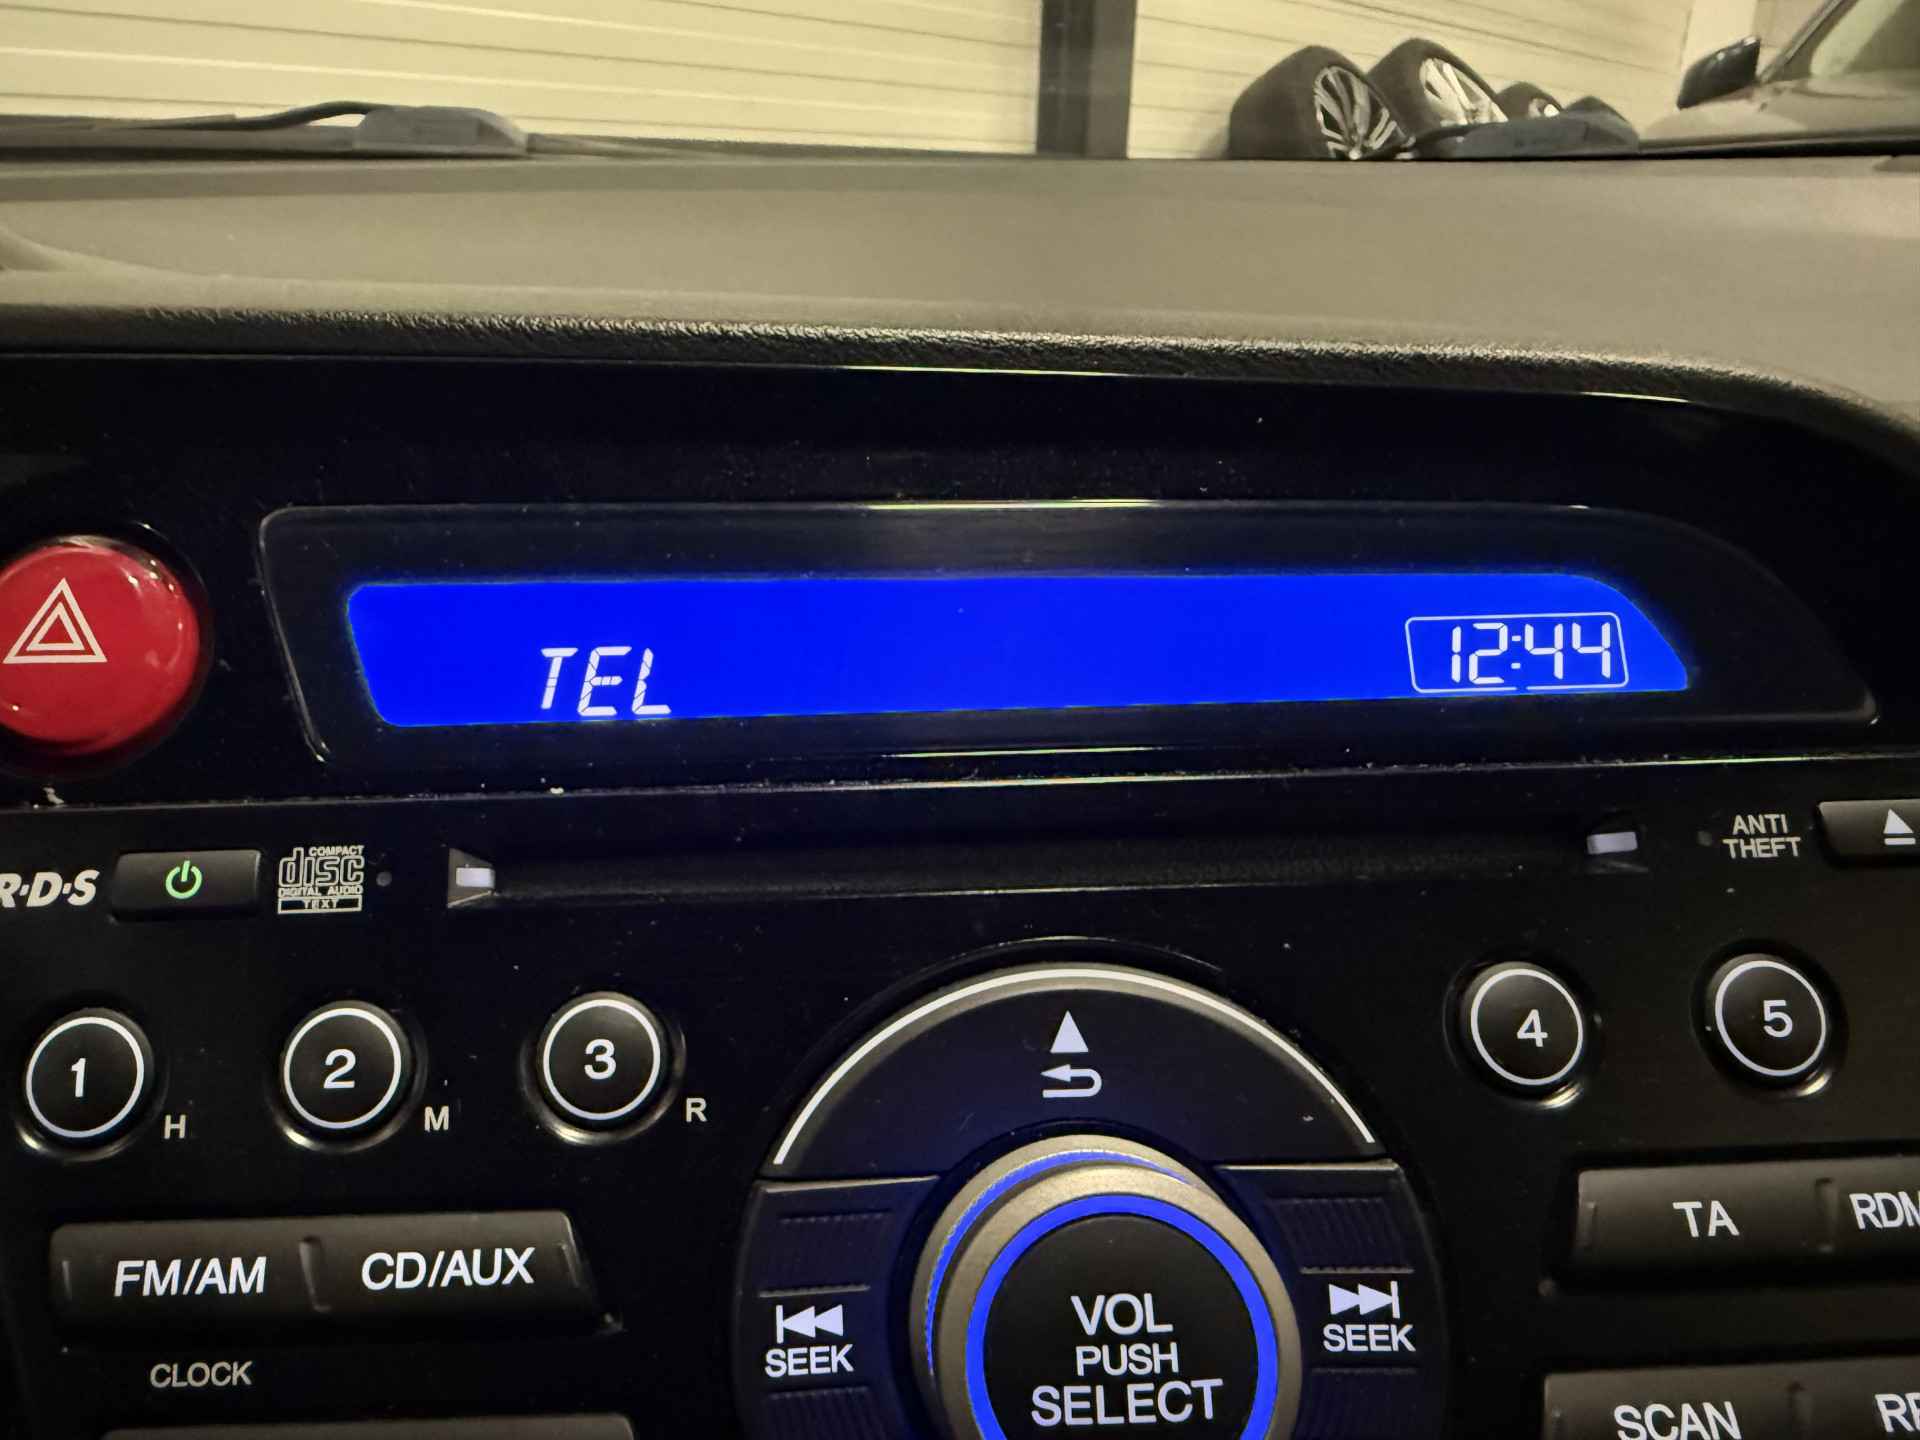 TEL 12:44
R·D·S
COMPACT
disc
DIGITAL AUDIO
TEXT
ANTI
THEFT
1 H 2 M 3 R 4 5
FM/AM CD/AUX
CLOCK
SEEK
VOL
PUSH
SELECT
SEEK
TA
SCAN